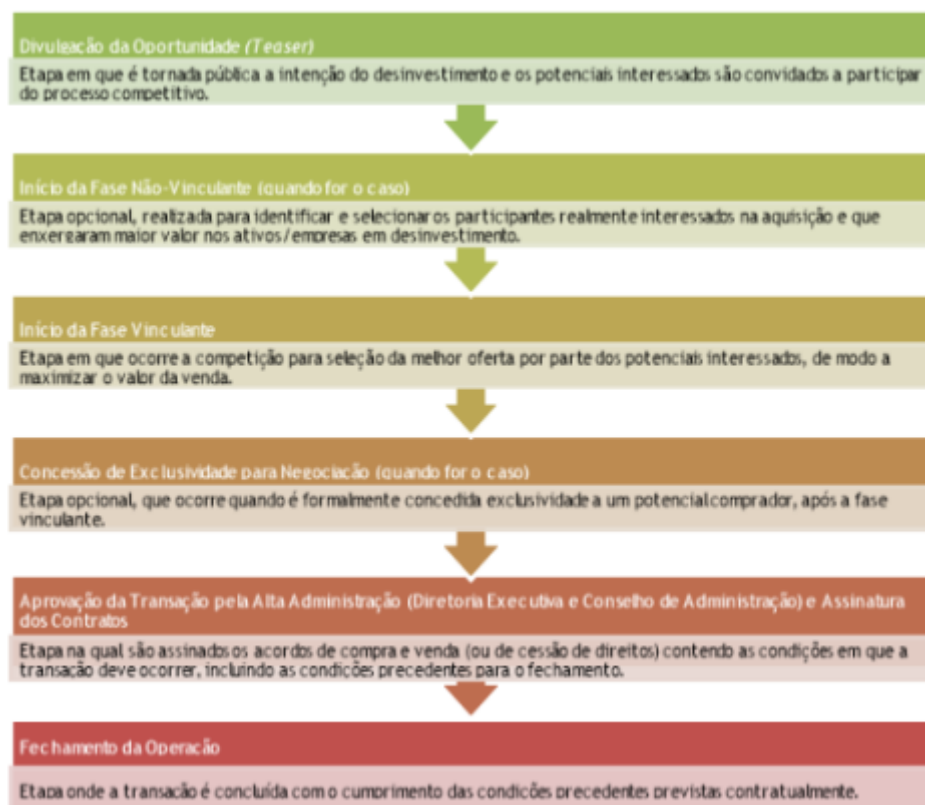 Divulgação da Oportunidade (Teaser)
Etapa em que é tornada pública a intenção do desinvestimento e os potenciais interessados são convidados a participar
do processo competitivo.
Início da Fase Não-Vinculante (quando for o caso)
Etapa opcional, realizada para identificar e selecionar os participantes realmente interessados na aquisição e que
enxergaram maior valor nos ativos/empresas em desinvestimento.
Início da Fase Vinculante
Etapa em que ocorre a competição para seleção da melhor oferta por parte dos potenciais interessados, de modo a
maximizar o valor da venda.
Concessão de Exclusividade para Negociação (quando for o caso)
Etapa opcional, que ocorre quando é formalmente concedida exclusividade a um potencial comprador, após a fase
vinculante.
Aprovação da Transação pela Alta Administração (Diretoria Executiva e Conselho de Administração) e Assinatura
dos Contratos
Etapa na qual são assinados os acordos de compra e venda (ou de cessão de direitos) contendo as condições em que a
transação deve ocorrer, incluindo as condições precedentes para o fechamento.
Fechamento da Operação
Etapa onde a transação é concluída com o cumprimento das condições precedentes previstas contratualmente.